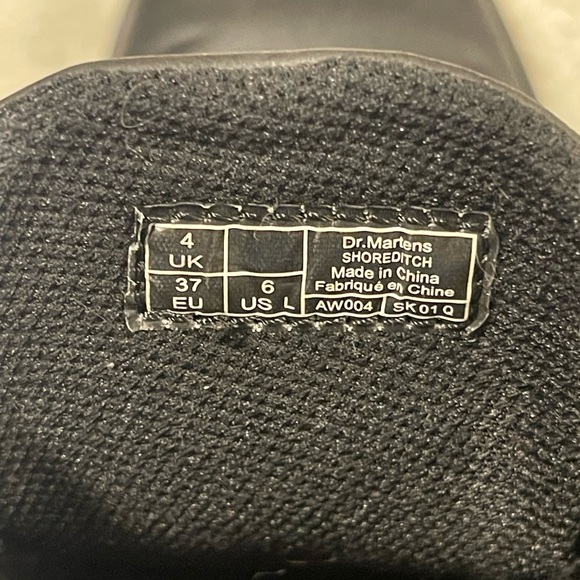 4
UK
37
EU
6
US L
Dr.Martens
SHOREDITCH
Made in China
Fabriqué en Chine
AW004 SK01Q